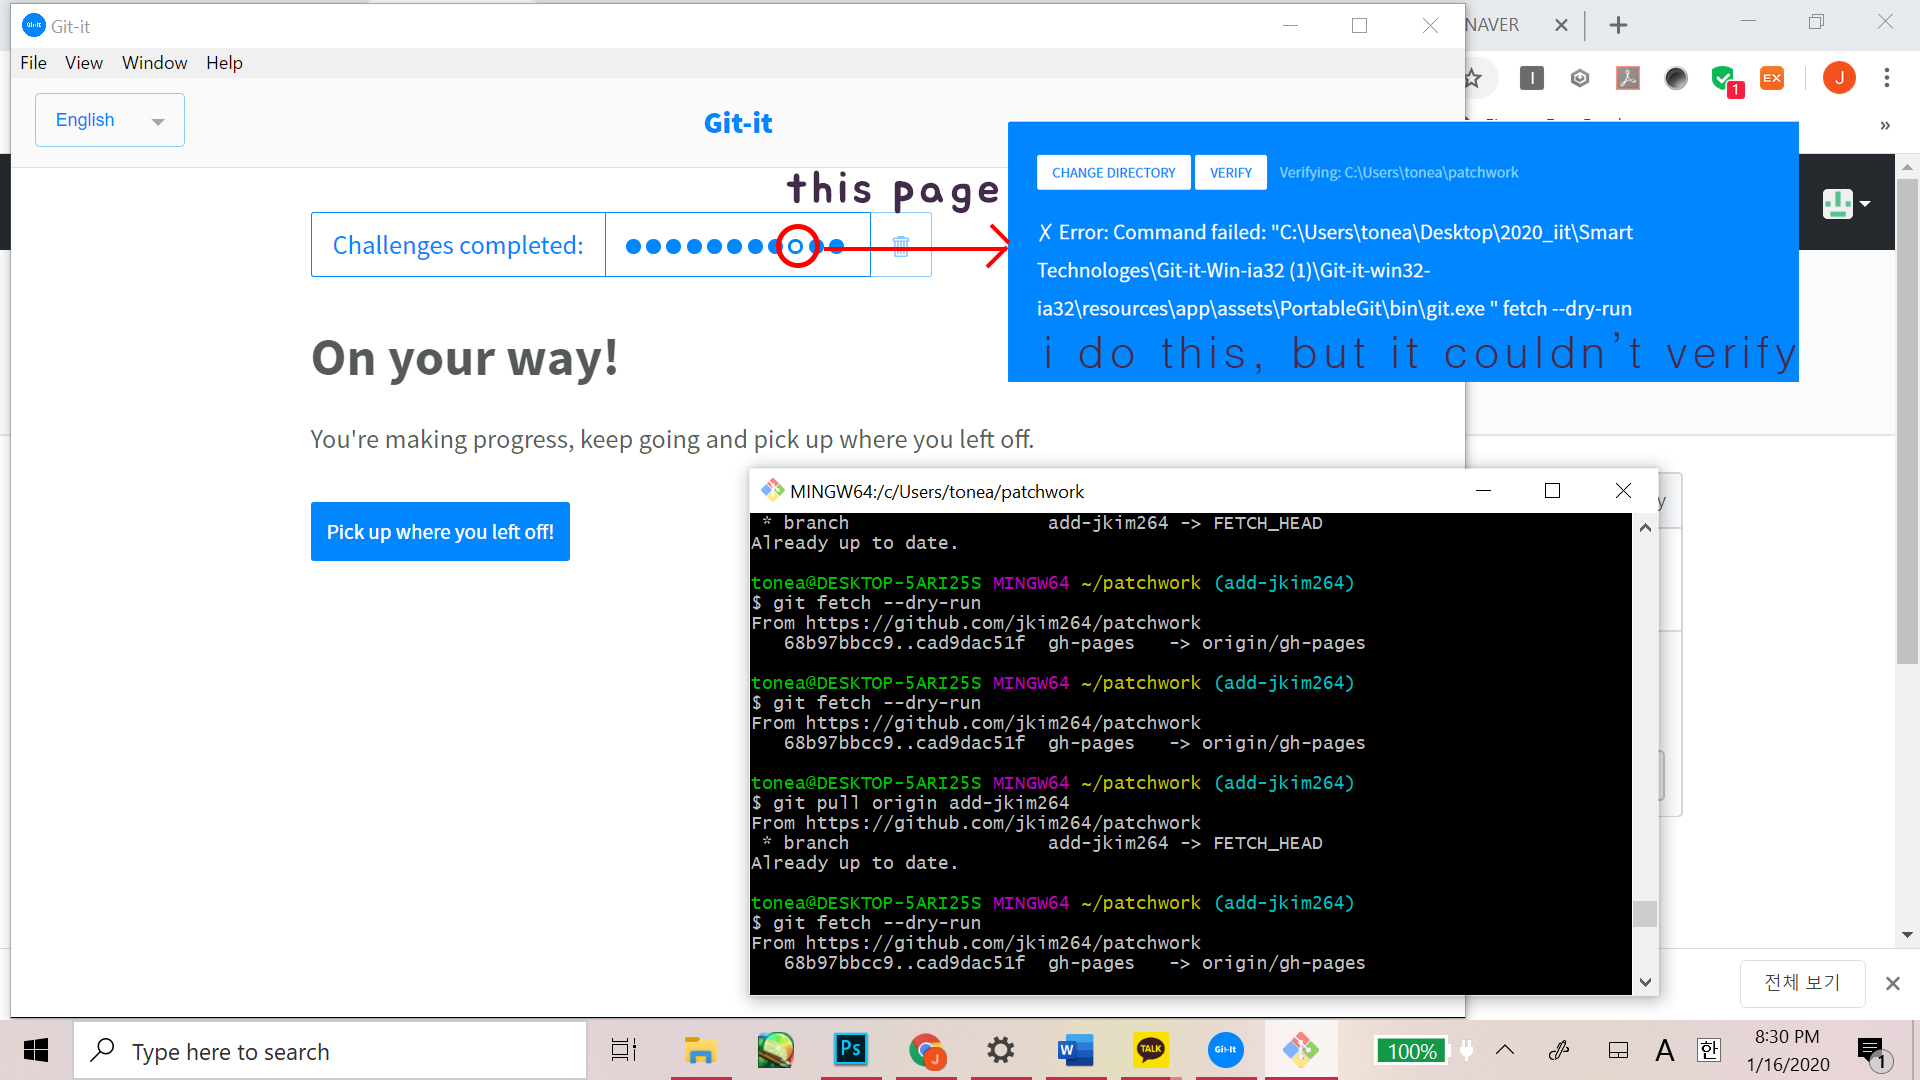 Git-it
NAVER
File View Window Help
I
EX
J
1
English
Git-it
»
CHANGE DIRECTORY VERIFY Verifying: C:\Users\tonea\patchwork
this page
✗ Error: Command failed: "C:\Users\tonea\Desktop\2020_iit\Smart
Technologes\Git-it-Win-ia32 (1)\Git-it-win32-
ia32\resources\app\assets\PortableGit\bin\git.exe " fetch --dry-run
i do this, but it couldn't verify
Challenges completed:
On your way!
You're making progress, keep going and pick up where you left off.
Pick up where you left off!
MINGW64:/c/Users/tonea/patchwork
* branch add-jkim264 -> FETCH_HEAD
Already up to date.
tonea@DESKTOP-5ARI25S MINGW64 ~/patchwork (add-jkim264)
$ git fetch --dry-run
From https://github.com/jkim264/patchwork
68b97bbcc9..cad9dac51f gh-pages -> origin/gh-pages
tonea@DESKTOP-5ARI25S MINGW64 ~/patchwork (add-jkim264)
$ git fetch --dry-run
From https://github.com/jkim264/patchwork
68b97bbcc9..cad9dac51f gh-pages -> origin/gh-pages
tonea@DESKTOP-5ARI25S MINGW64 ~/patchwork (add-jkim264)
$ git pull origin add-jkim264
From https://github.com/jkim264/patchwork
* branch add-jkim264 -> FETCH_HEAD
Already up to date.
tonea@DESKTOP-5ARI25S MINGW64 ~/patchwork (add-jkim264)
$ git fetch --dry-run
From https://github.com/jkim264/patchwork
68b97bbcc9..cad9dac51f gh-pages -> origin/gh-pages
전체 보기
Type here to search
Ps
J
W
TALK
Git-it
100%
A
한
8:30 PM
1/16/2020
1